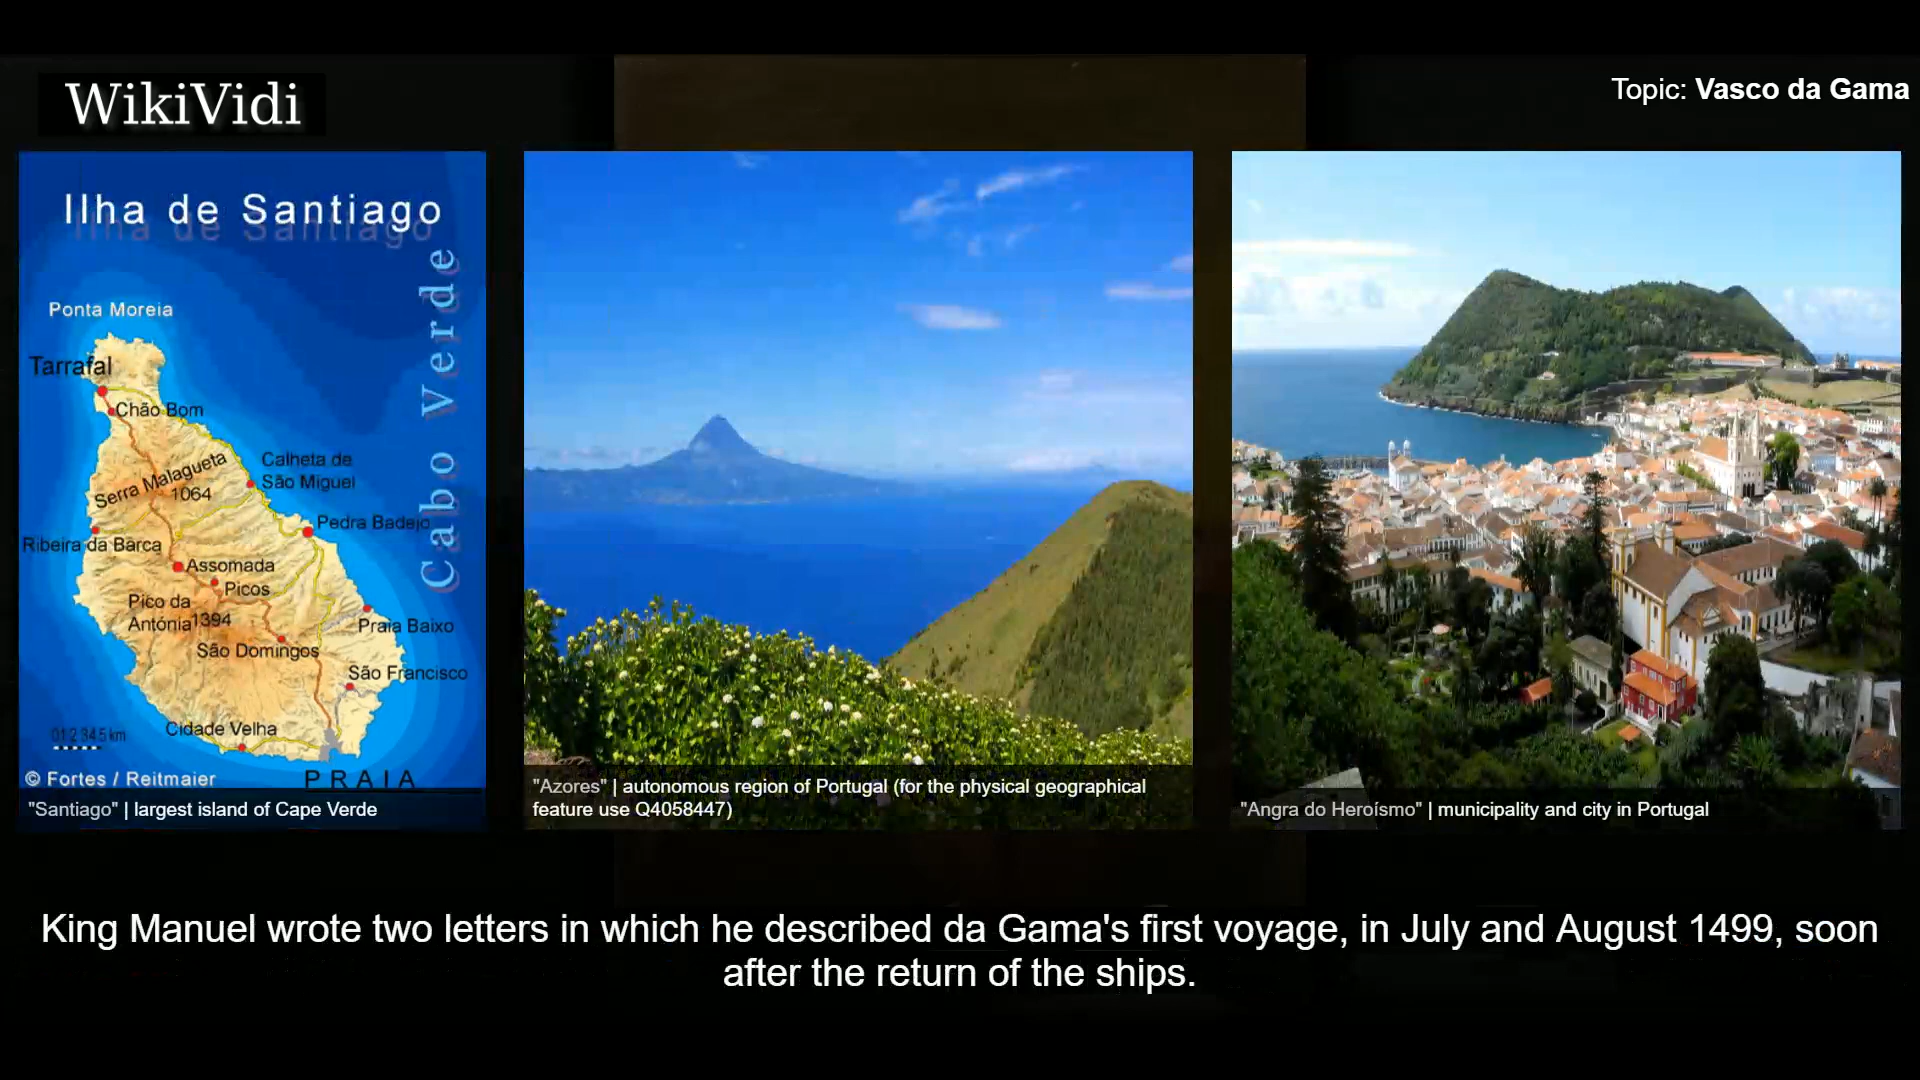 WikiVidi
Topic: Vasco da Gama
Ilha de Santiago
Cabo Verde
Ponta Moreia
Tarrafal
Chão Bom
Calheta de
São Miguel
Serra Malagueta
1064
Pedra Badejo
Ribeira da Barca
Assomada
Picos
Pico da
Antónia 1394
Praia Baixo
São Domingos
São Francisco
Cidade Velha
0 1 2 3 4 5 km
© Fortes / Reitmaier
PRAIA
"Santiago" | largest island of Cape Verde
"Azores" | autonomous region of Portugal (for the physical geographical
feature use Q4058447)
"Angra do Heroísmo" | municipality and city in Portugal
King Manuel wrote two letters in which he described da Gama's first voyage, in July and August 1499, soon
after the return of the ships.